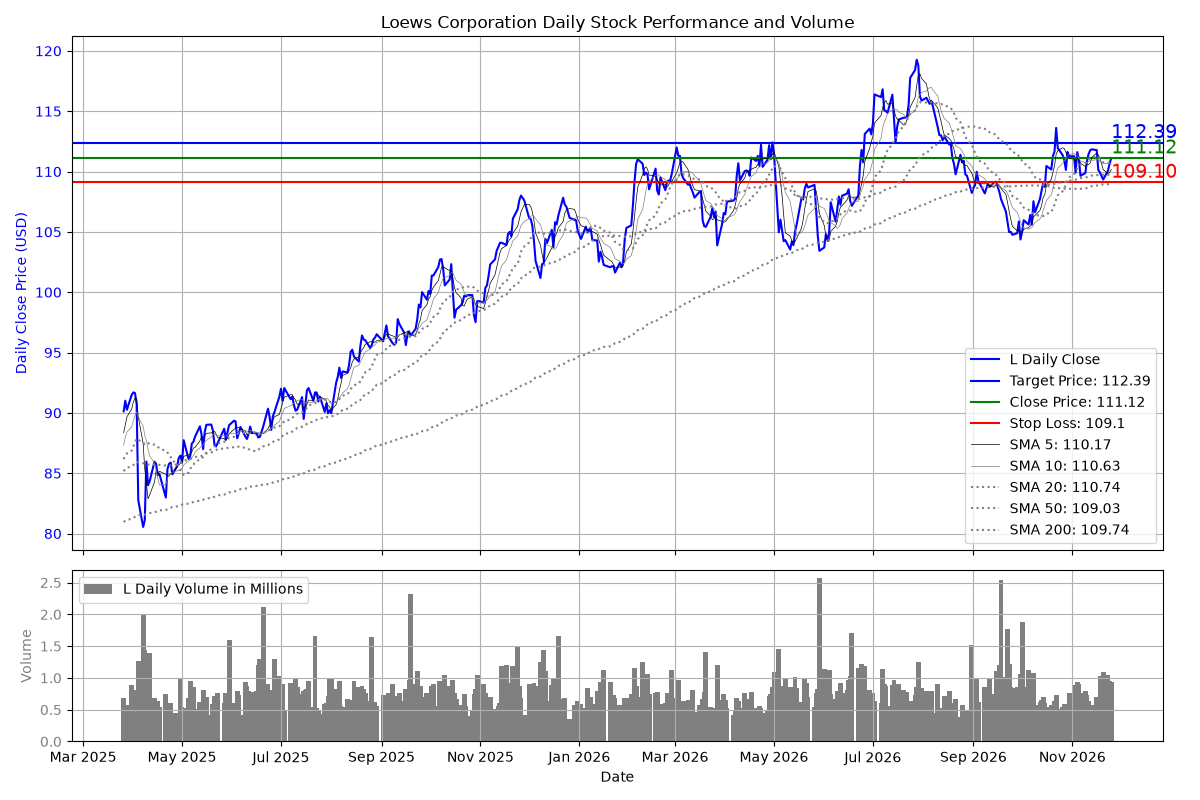 Loews Corporation Daily Stock Performance and Volume
Daily Close Price (USD)
120
115
110
105
100
95
90
85
80
112.39
111.12
109.10
L Daily Close
Target Price: 112.39
Close Price: 111.12
Stop Loss: 109.1
SMA 5: 110.17
SMA 10: 110.63
SMA 20: 110.74
SMA 50: 109.03
SMA 200: 109.74
Volume
2.5
2.0
1.5
1.0
0.5
0.0
L Daily Volume in Millions
Mar 2025 May 2025 Jul 2025 Sep 2025 Nov 2025 Jan 2026 Mar 2026 May 2026 Jul 2026 Sep 2026 Nov 2026
Date